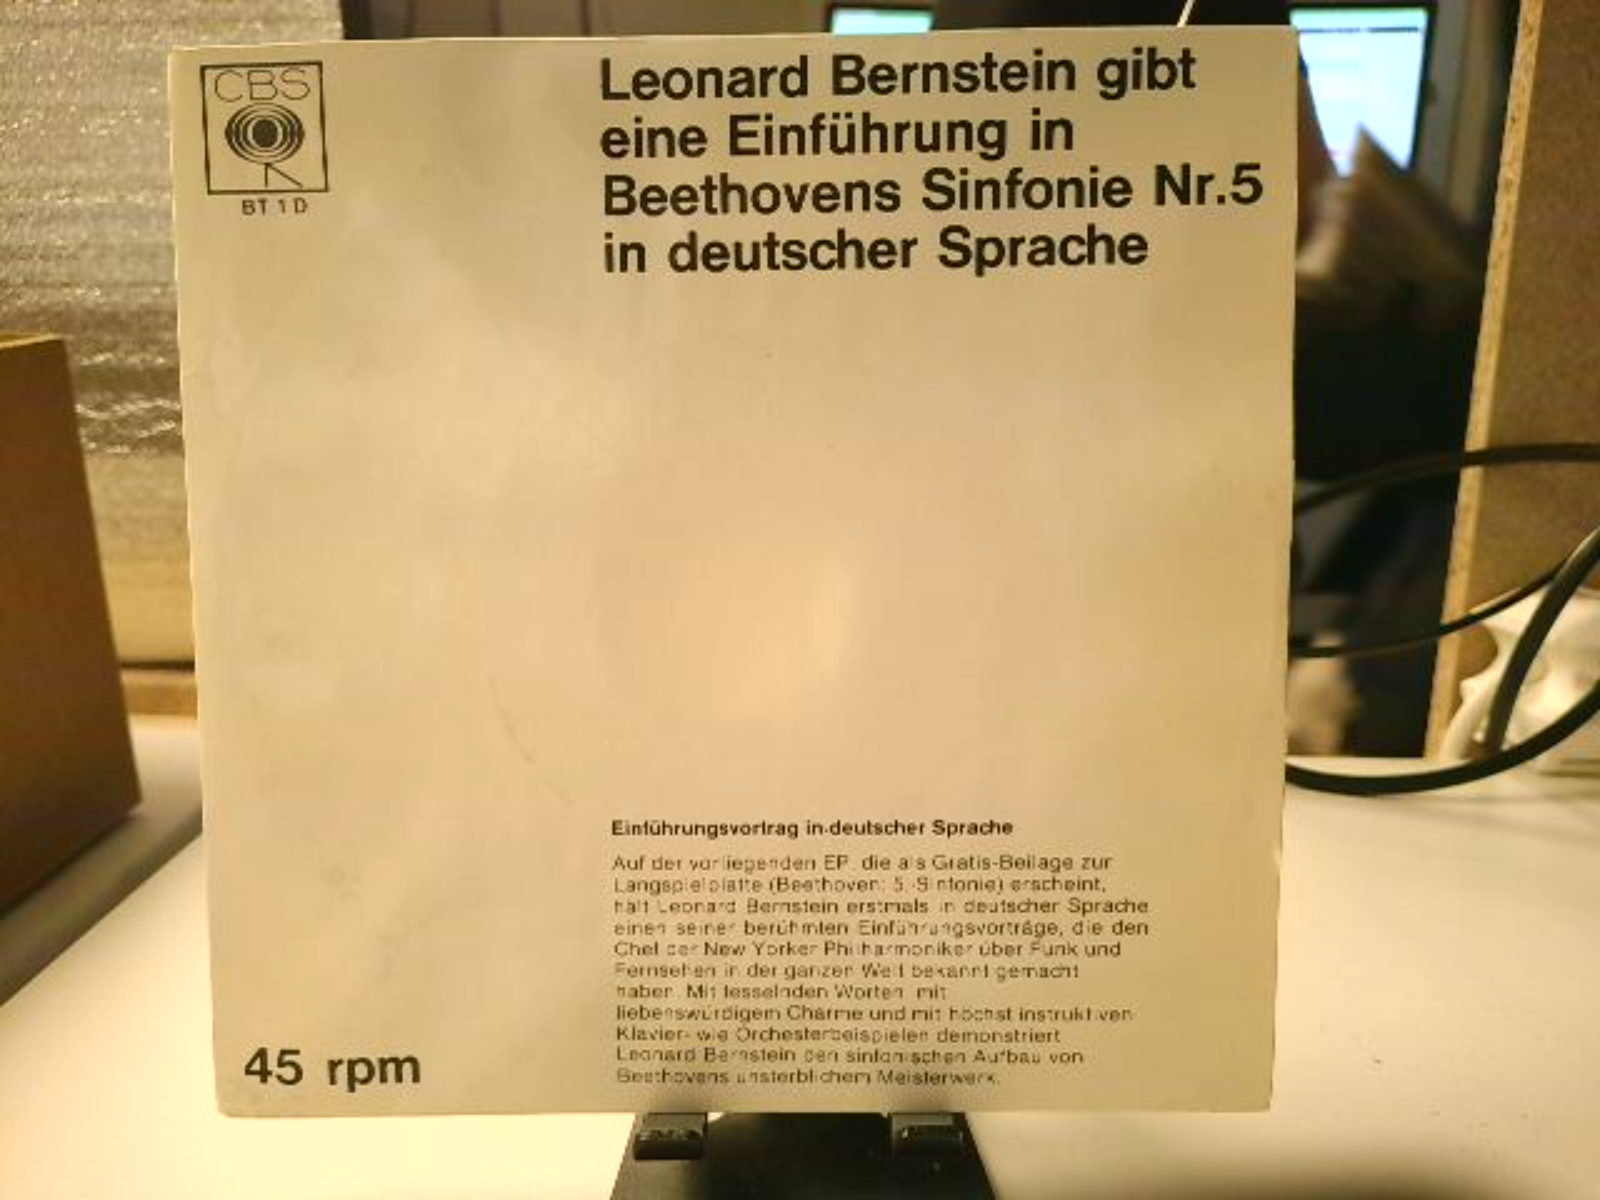 CBS
BT 1 D
Leonard Bernstein gibt
eine Einführung in
Beethovens Sinfonie Nr.5
in deutscher Sprache
Einführungsvortrag in deutscher Sprache
Auf der vorliegenden EP, die als Gratis-Beilage zur
Langspielplatte (Beethoven: 5. Sinfonie) erscheint,
hält Leonard Bernstein erstmals in deutscher Sprache
einen seiner berühmten Einführungsvorträge, die den
Chef der New Yorker Philharmoniker über Funk und
Fernsehen in der ganzen Welt bekannt gemacht
haben. Mit fesselnden Worten, mit
liebenswürdigem Charme und mit höchst instruktiven
Klavier- wie Orchesterbeispielen demonstriert
Leonard Bernstein den sinfonischen Aufbau von
Beethovens unsterblichem Meisterwerk.
45 rpm